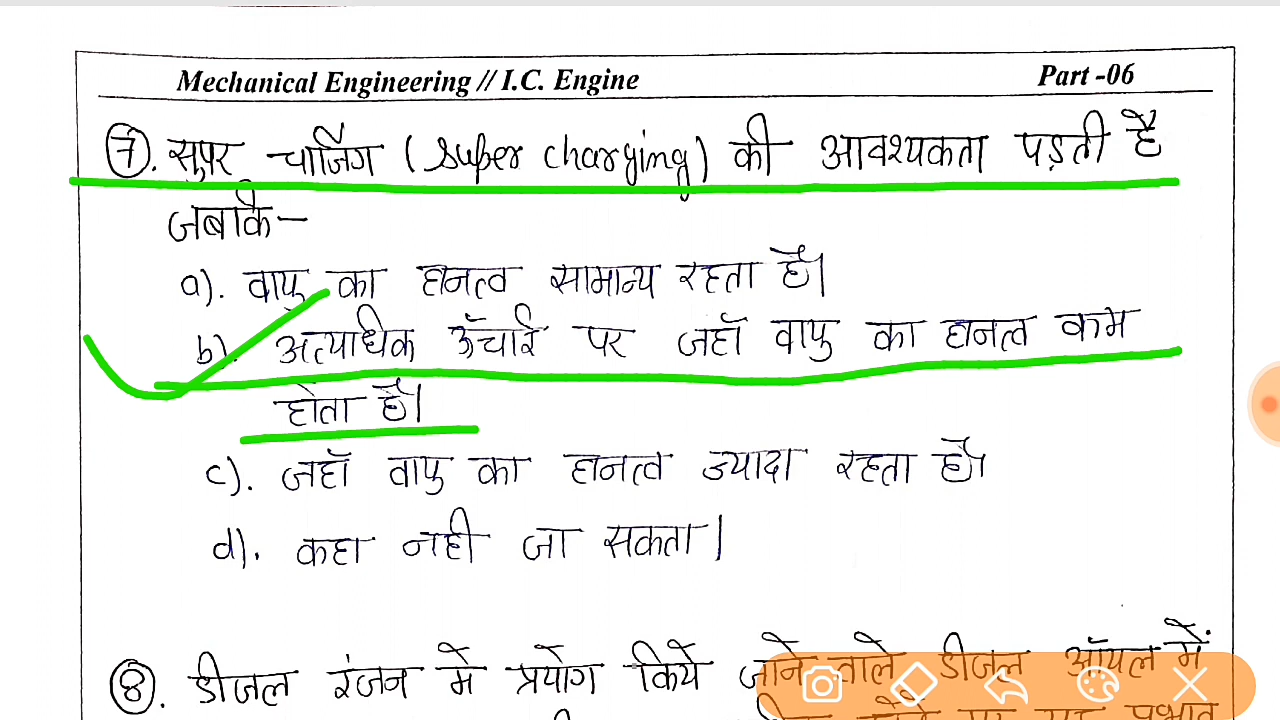 Mechanical Engineering // I.C. Engine Part -06
7). सुपर चार्जिंग (Super charging) की आवश्यकता पड़ती है
जबकि-
a). वायु का घनत्व सामान्य रहता है।
b). अत्याधिक ऊँचाई पर जहाँ वायु का घनत्व कम
होता है।
c). जहाँ वायु का घनत्व ज्यादा रहता है।
d). कहा नही जा सकता।
8). डीजल इंजन मे प्रयोग किये जाने वाले डीजल ऑयल में